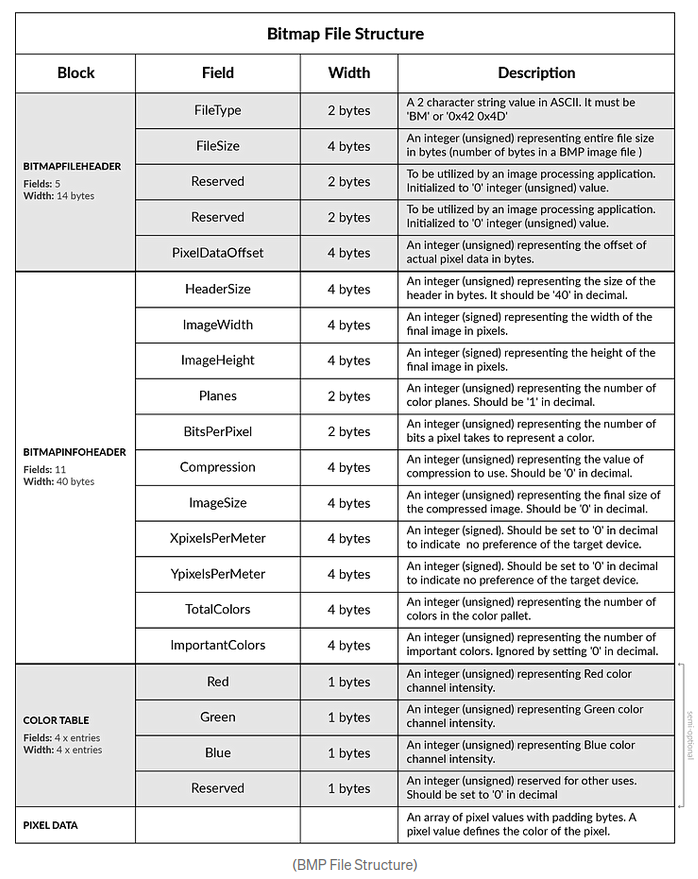 Bitmap File Structure
Block Field Width Description
BITMAPFILEHEADER
Fields: 5
Width: 14 bytes
FileType 2 bytes A 2 character string value in ASCII. It must be
'BM' or '0x42 0x4D'
FileSize 4 bytes An integer (unsigned) representing entire file size
in bytes (number of bytes in a BMP image file )
Reserved 2 bytes To be utilized by an image processing application.
Initialized to '0' integer (unsigned) value.
Reserved 2 bytes To be utilized by an image processing application.
Initialized to '0' integer (unsigned) value.
PixelDataOffset 4 bytes An integer (unsigned) representing the offset of
actual pixel data in bytes.
BITMAPINFOHEADER
Fields: 11
Width: 40 bytes
HeaderSize 4 bytes An integer (unsigned) representing the size of the
header in bytes. It should be '40' in decimal.
ImageWidth 4 bytes An integer (signed) representing the width of the
final image in pixels.
ImageHeight 4 bytes An integer (signed) representing the height of the
final image in pixels.
Planes 2 bytes An integer (unsigned) representing the number of
color planes. Should be '1' in decimal.
BitsPerPixel 2 bytes An integer (unsigned) representing the number of
bits a pixel takes to represent a color.
Compression 4 bytes An integer (unsigned) representing the value of
compression to use. Should be '0' in decimal.
ImageSize 4 bytes An integer (unsigned) representing the final size of
the compressed image. Should be '0' in decimal.
XpixelsPerMeter 4 bytes An integer (signed). Should be set to '0' in decimal
to indicate no preference of the target device.
YpixelsPerMeter 4 bytes An integer (signed). Should be set to '0' in decimal
to indicate no preference of the target device.
TotalColors 4 bytes An integer (unsigned) representing the number of
colors in the color pallet.
ImportantColors 4 bytes An integer (unsigned) representing the number of
important colors. Ignored by setting '0' in decimal.
COLOR TABLE
Fields: 4 x entries
Width: 4 x entries
Red 1 bytes An integer (unsigned) representing Red color
channel intensity.
Green 1 bytes An integer (unsigned) representing Green color
channel intensity.
Blue 1 bytes An integer (unsigned) representing Blue color
channel intensity.
Reserved 1 bytes An integer (unsigned) reserved for other uses.
Should be set to '0' in decimal
semi-optional
PIXEL DATA An array of pixel values with padding bytes. A
pixel value defines the color of the pixel.
(BMP File Structure)